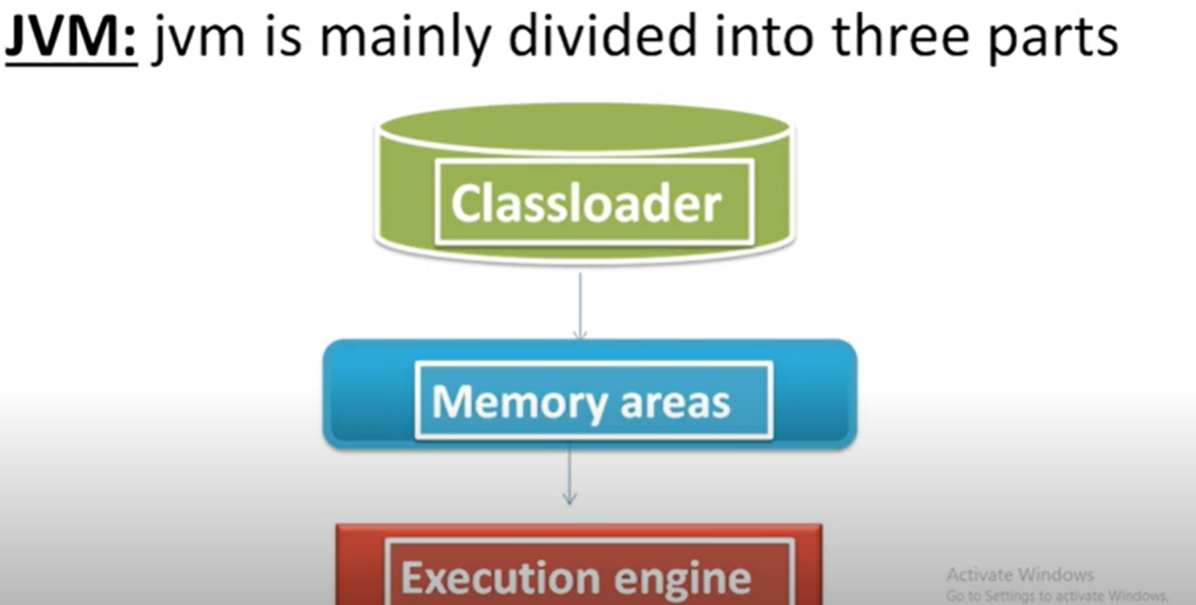 JVM: jvm is mainly divided into three parts
Classloader
Memory areas
Execution engine
Activate Windows
Go to Settings to activate Windows.